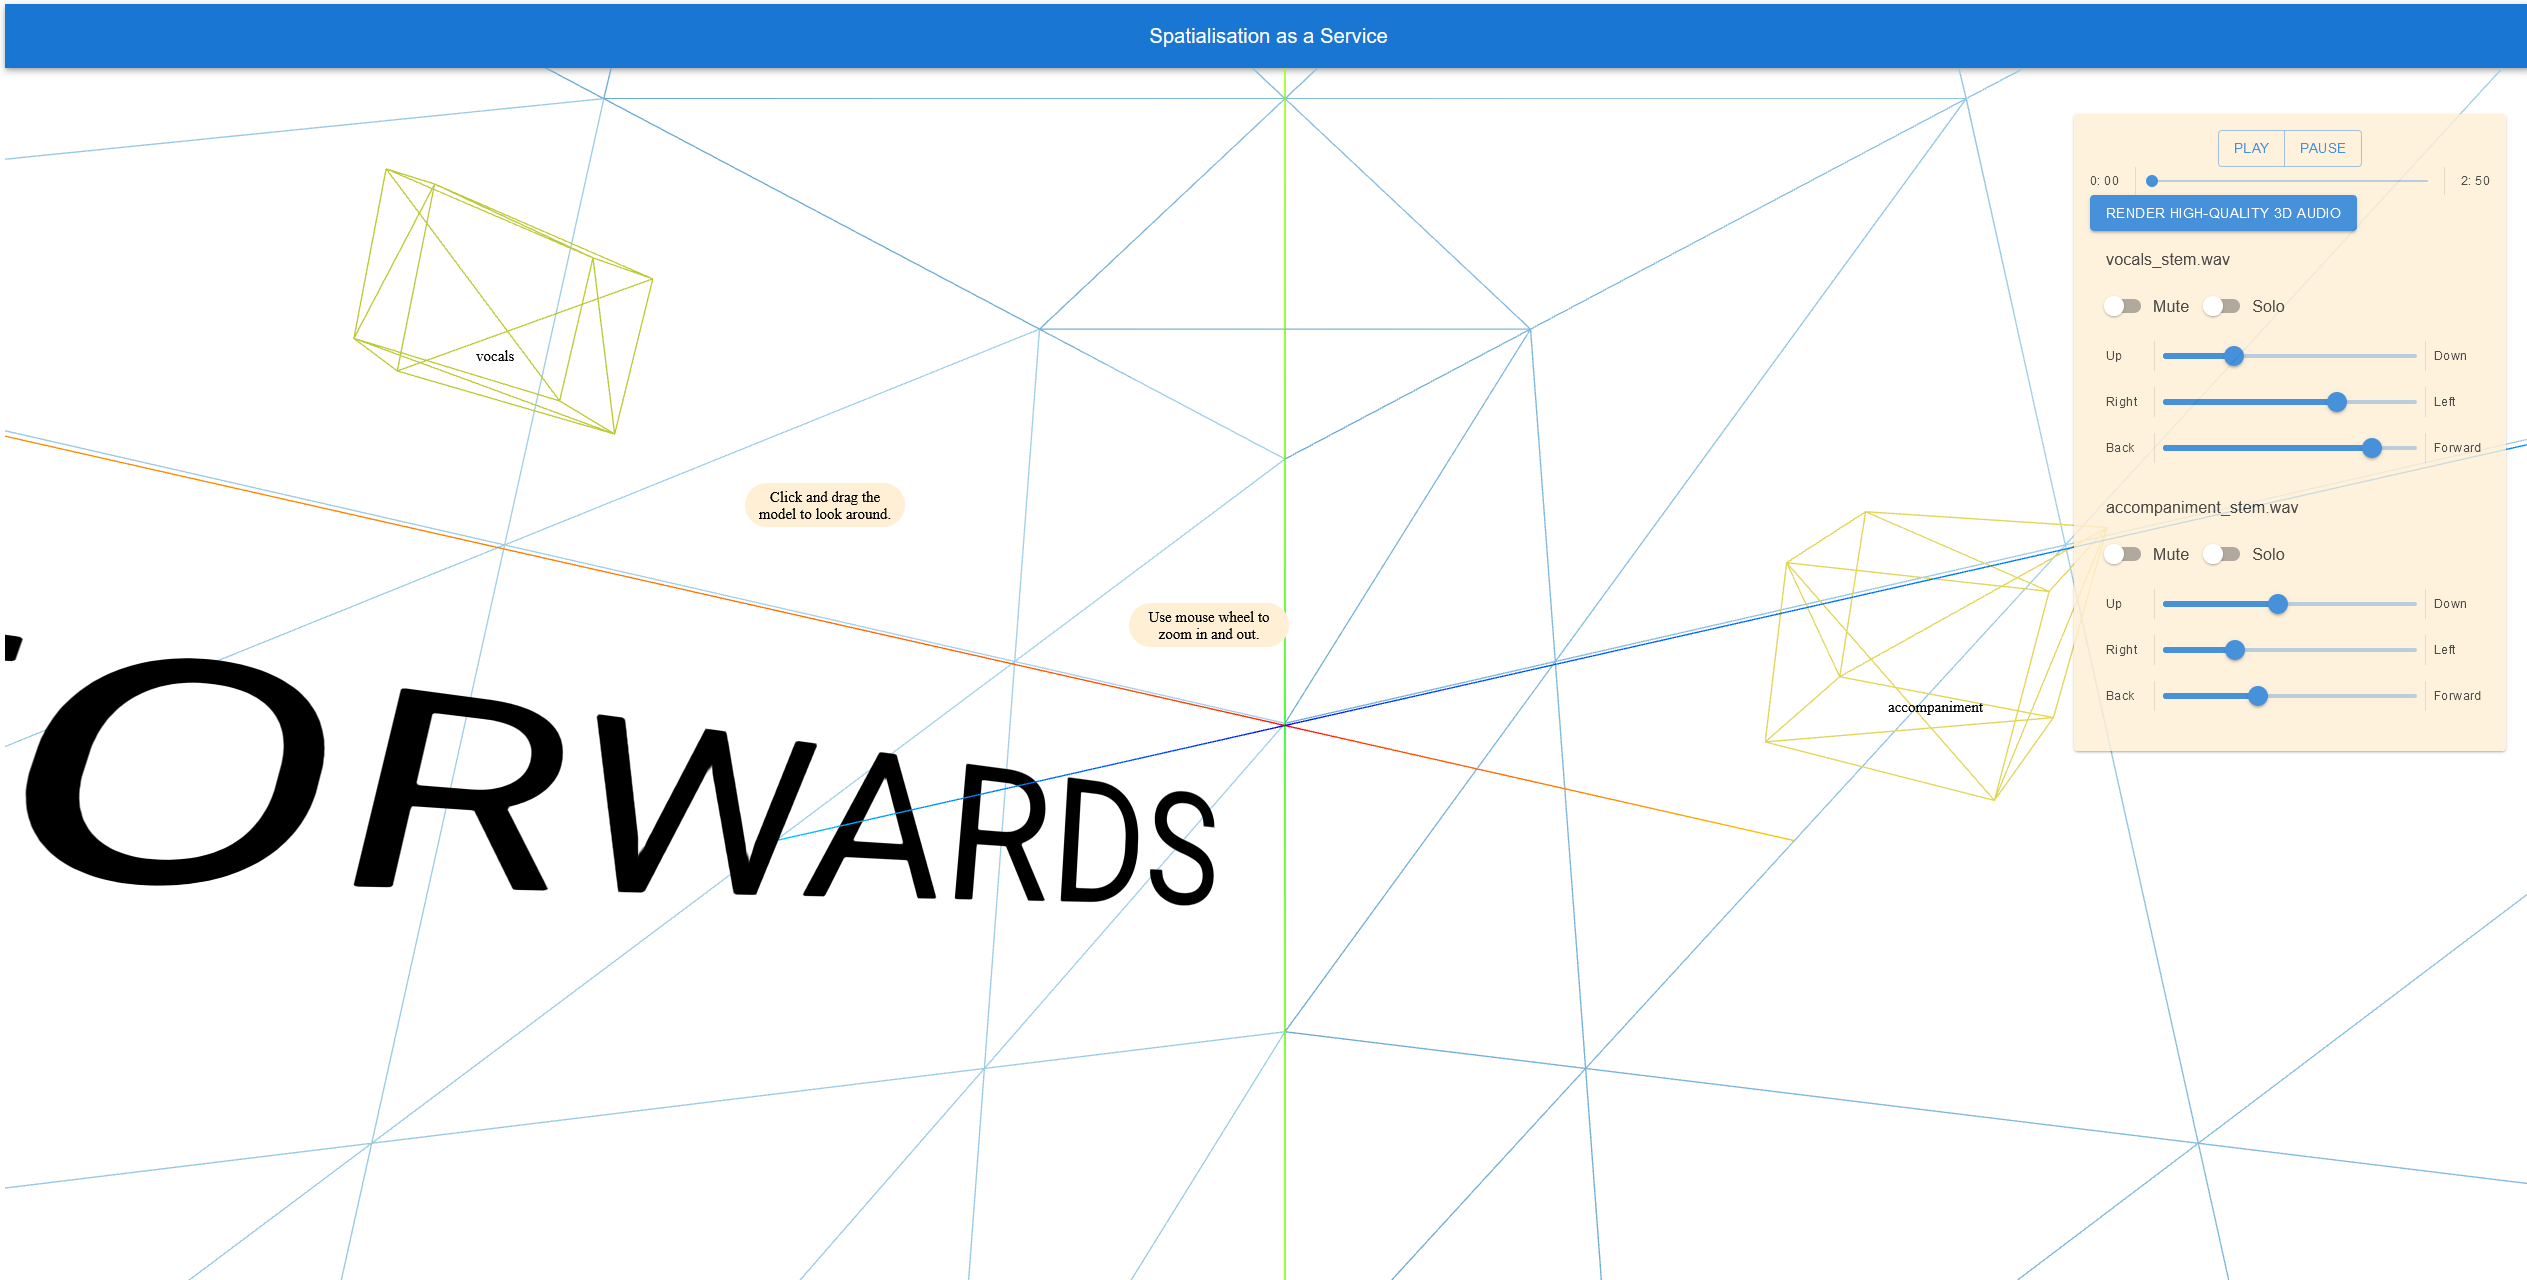 Spatialisation as a Service
PLAY PAUSE
0: 00 2: 50
RENDER HIGH-QUALITY 3D AUDIO
vocals_stem.wav
Mute Solo
Up Down
Right Left
Back Forward
accompaniment_stem.wav
Mute Solo
Up Down
Right Left
Back Forward
vocals
Click and drag the
model to look around.
Use mouse wheel to
zoom in and out.
accompaniment
FORWARDS